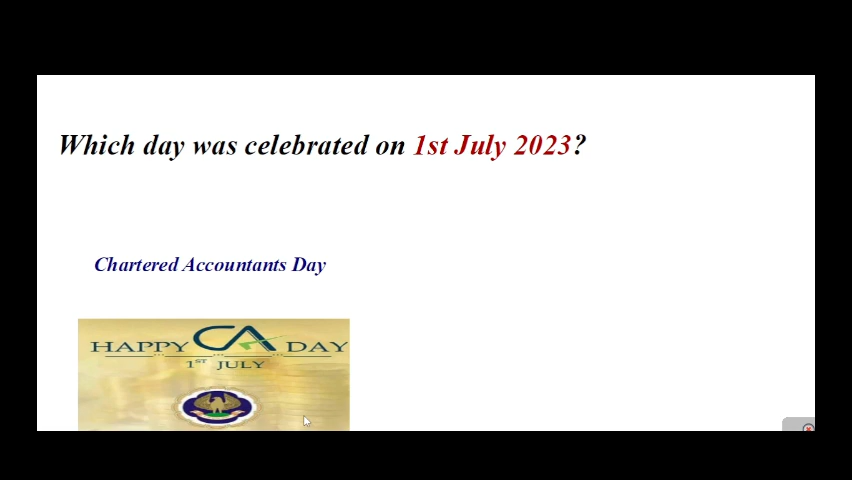 Which day was celebrated on 1st July 2023?
Chartered Accountants Day
HAPPY CA DAY
1ST JULY